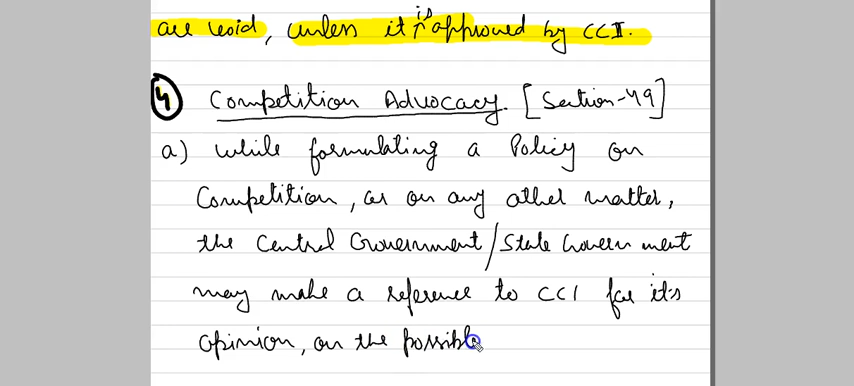 are void, unless it is approved by CCI.
4 Competition Advocacy. [Section-49]
a) While formulating a Policy on
Competition, or on any other matter,
the Central Government/State Government
may make a reference to CCI for it's
opinion, on the possible